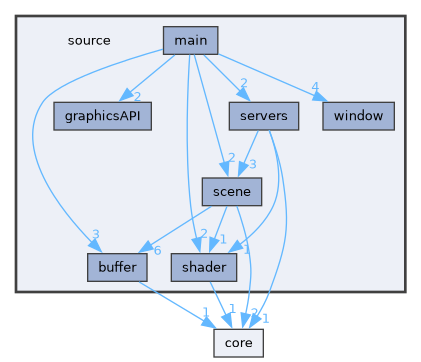 source
main
2
2
4
graphicsAPI
servers
window
2
3
scene
3
2
1
6
1
buffer
shader
1
1
2
1
core